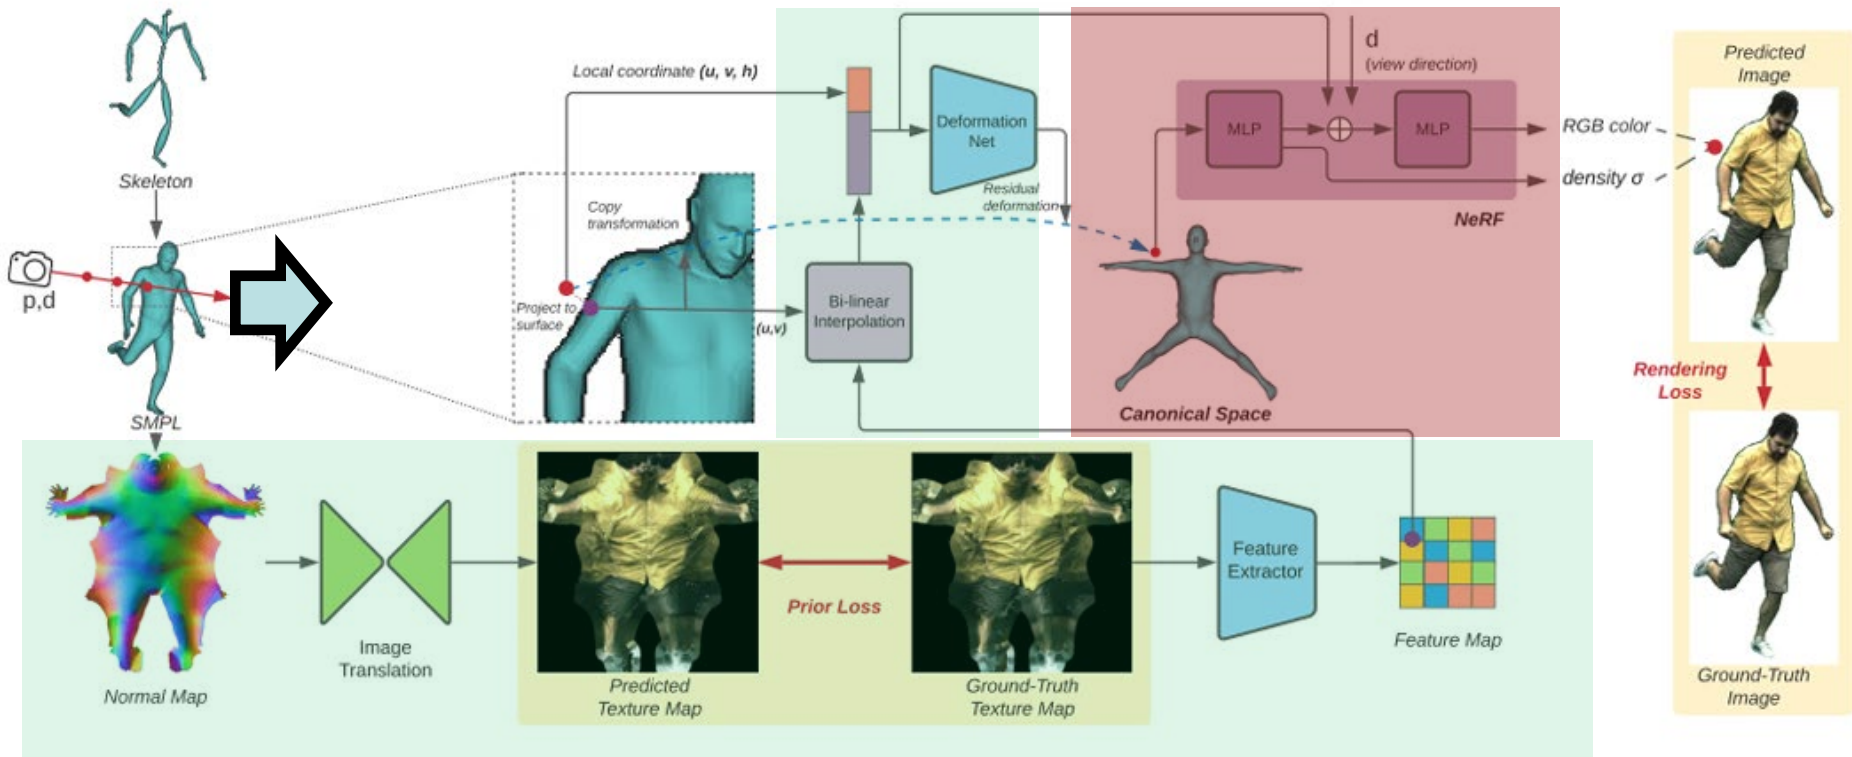 Skeleton
p,d
SMPL
Local coordinate (u, v, h)
Copy
transformation
Project to
surface
(u,v)
Bi-linear
Interpolation
Deformation
Net
Residual
deformation
d
(view direction)
MLP
MLP
NeRF
Canonical Space
RGB color
density σ
Predicted
Image
Rendering
Loss
Ground-Truth
Image
Normal Map
Image
Translation
Predicted
Texture Map
Prior Loss
Ground-Truth
Texture Map
Feature
Extractor
Feature Map